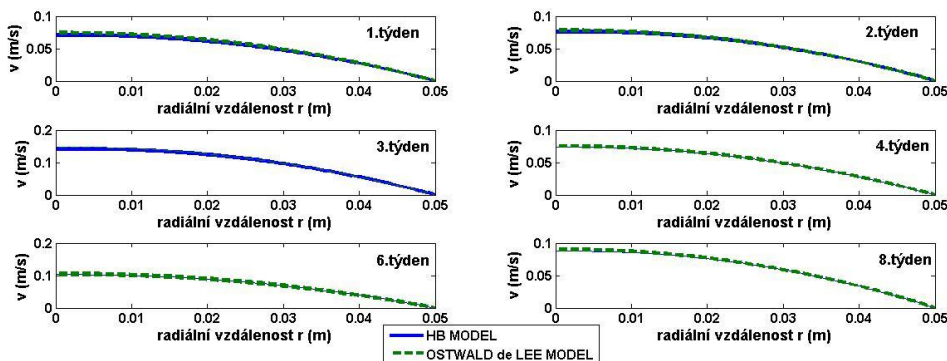 0.1
0.05
0
v (m/s)
1.týden
0 0.01 0.02 0.03 0.04 0.05
radiální vzdálenost r (m)
0.1
0.05
0
v (m/s)
2.týden
0 0.01 0.02 0.03 0.04 0.05
radiální vzdálenost r (m)
0.2
0.1
0
v (m/s)
3.týden
0 0.01 0.02 0.03 0.04 0.05
radiální vzdálenost r (m)
0.1
0.05
0
v (m/s)
4.týden
0 0.01 0.02 0.03 0.04 0.05
radiální vzdálenost r (m)
0.2
0.1
0
v (m/s)
6.týden
0 0.01 0.02 0.03 0.04 0.05
radiální vzdálenost r (m)
0.1
0.05
0
v (m/s)
8.týden
0 0.01 0.02 0.03 0.04 0.05
radiální vzdálenost r (m)
HB MODEL
OSTWALD de LEE MODEL